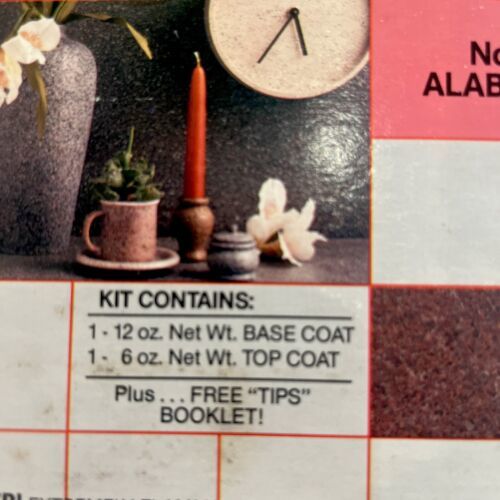 No
ALAB
KIT CONTAINS:
1 - 12 oz. Net Wt. BASE COAT
1 - 6 oz. Net Wt. TOP COAT
Plus . . . FREE “TIPS”
BOOKLET!